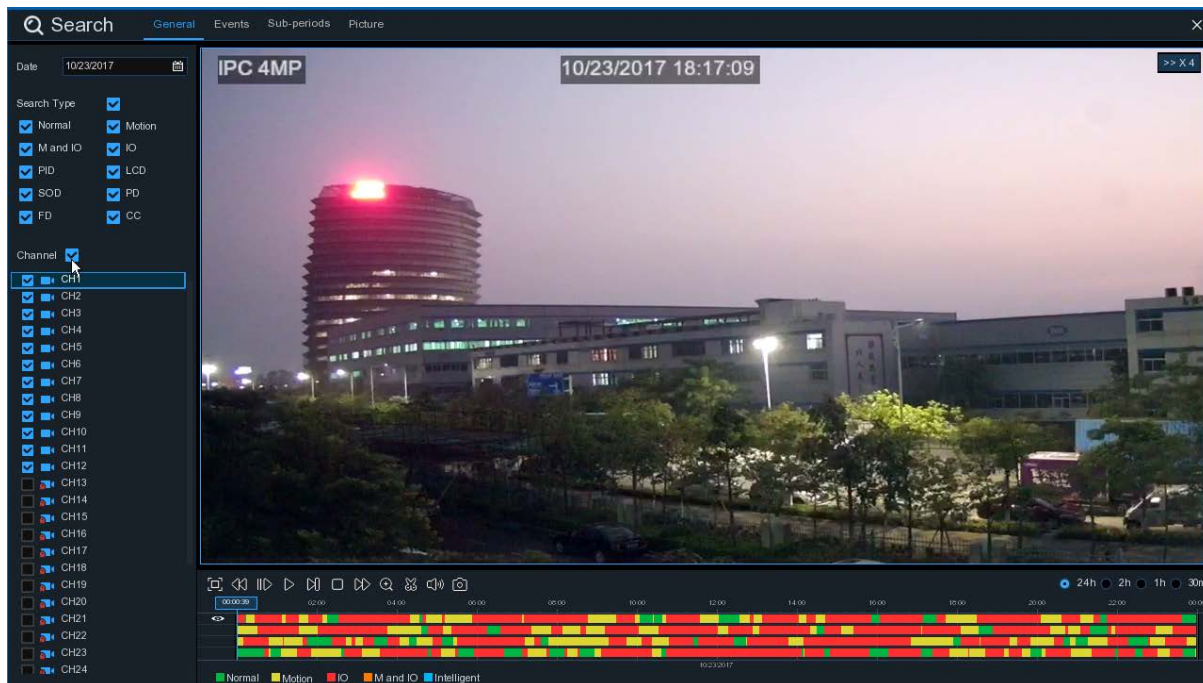 Search General Events Sub-periods Picture
Date 10/23/2017
IPC 4MP 10/23/2017 18:17:09 >> X 4
Search Type
Normal Motion
M and IO IO
PID LCD
SOD PD
FD CC
Channel
CH1
CH2
CH3
CH4
CH5
CH6
CH7
CH8
CH9
CH10
CH11
CH12
CH13
CH14
CH15
CH16
CH17
CH18
CH19
CH20
CH21
CH22
CH23
CH24
24h 2h 1h 30m
00:00:39 02:00 04:00 06:00 08:00 10:00 12:00 14:00 16:00 18:00 20:00 22:00
10/23/2017
Normal Motion IO M and IO Intelligent